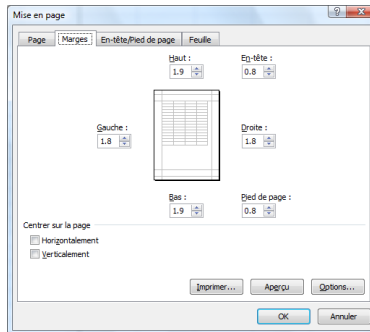 Mise en page
Page Marges En-tête/Pied de page Feuille
Haut : En-tête :
1.9 0.8
Gauche : Droite :
1.8 1.8
Bas : Pied de page :
1.9 0.8
Centrer sur la page
Horizontalement
Verticalement
Imprimer... Aperçu Options...
OK Annuler